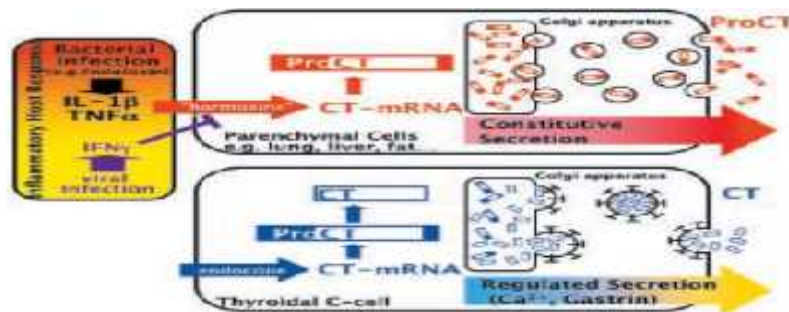 Inflammatory Host Response
Bacterial
infection
IL-1β
TNFα
IFNγ
viral
infection
Golgi apparatus
ProCT
ProCT
"hormokine"
CT-mRNA
Parenchymal Cells
e.g. lung, liver, fat...
Constitutive
Secretion
Golgi apparatus
CT
CT
ProCT
endocrine
CT-mRNA
Thyroidal C-cell
Regulated Secretion
(Ca²⁺, Gastrin)